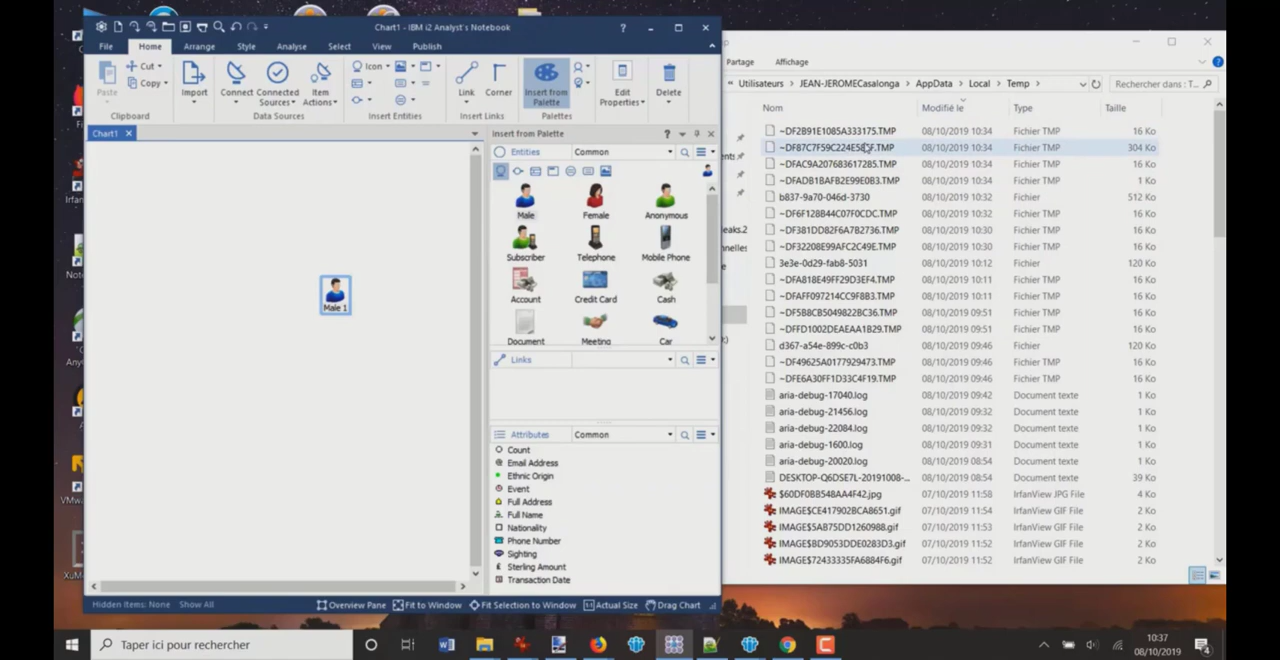 Chart1 - IBM i2 Analyst's Notebook
File Home Arrange Style Analyse Select View Publish
Paste
Cut
Copy
Clipboard
Import
Connect
Connected Sources
Item Actions
Data Sources
Icon
Insert Entities
Link
Corner
Insert Links
Insert from Palette
Palettes
Edit Properties
Delete
Chart1
Male 1
Insert from Palette
Entities Common
Male Female Anonymous
Subscriber Telephone Mobile Phone
Account Credit Card Cash
Document Meeting Car
Links
Attributes Common
Count
Email Address
Ethnic Origin
Event
Full Address
Full Name
Nationality
Phone Number
Sighting
Sterling Amount
Transaction Date
Hidden Items: None Show All Overview Pane Fit to Window Fit Selection to Window Actual Size Drag Chart
Partage Affichage
Utilisateurs JEAN-JEROMECasalonga AppData Local Temp Rechercher dans : T...
Nom Modifié le Type Taille
~DF2B91E1085A333175.TMP 08/10/2019 10:34 Fichier TMP 16 Ko
08/10/2019 10:34 Fichier TMP 304 Ko
~DFAC9A207683617285.TMP 08/10/2019 10:34 Fichier TMP 16 Ko
~DFADB1BAFB2E99E0B3.TMP 08/10/2019 10:34 Fichier TMP 1 Ko
b837-9a70-046d-3730 08/10/2019 10:32 Fichier 512 Ko
~DF6F128B44C07F0CDC.TMP 08/10/2019 10:32 Fichier TMP 16 Ko
~DF381DD82F6A7B2736.TMP 08/10/2019 10:30 Fichier TMP 16 Ko
~DF32208E99AFC2C49E.TMP 08/10/2019 10:30 Fichier TMP 16 Ko
3e3e-0d29-fab8-5031 08/10/2019 10:12 Fichier 120 Ko
~DFA818E49FF29D3EF4.TMP 08/10/2019 10:11 Fichier TMP 16 Ko
~DFAFF097214CC9F8B3.TMP 08/10/2019 10:11 Fichier TMP 16 Ko
~DF5B8CB5049822BC36.TMP 08/10/2019 09:51 Fichier TMP 16 Ko
~DFFD1002DEAEAA1B29.TMP 08/10/2019 09:51 Fichier TMP 16 Ko
d367-a54e-899c-c0b3 08/10/2019 09:46 Fichier 120 Ko
~DF49625A0177929473.TMP 08/10/2019 09:46 Fichier TMP 16 Ko
~DFE6A30FF1D33C4F19.TMP 08/10/2019 09:46 Fichier TMP 16 Ko
aria-debug-17040.log 08/10/2019 09:42 Document texte 1 Ko
aria-debug-21456.log 08/10/2019 09:32 Document texte 1 Ko
aria-debug-22084.log 08/10/2019 09:32 Document texte 1 Ko
aria-debug-1600.log 08/10/2019 09:31 Document texte 1 Ko
aria-debug-20020.log 08/10/2019 08:54 Document texte 1 Ko
DESKTOP-Q6DSE7L-20191008-... 08/10/2019 08:54 Document texte 39 Ko
$60DF0BB548AA4F42.jpg 07/10/2019 11:58 IrfanView JPG File 4 Ko
IMAGE$CE417902BCA8651.gif 07/10/2019 11:54 IrfanView GIF File 2 Ko
IMAGE$5AB75DD1260988.gif 07/10/2019 11:53 IrfanView GIF File 2 Ko
IMAGE$BD9053DDE0283D3.gif 07/10/2019 11:52 IrfanView GIF File 2 Ko
IMAGE$72433335FA6884F6.gif 07/10/2019 11:52 IrfanView GIF File 2 Ko
Taper ici pour rechercher
10:37
08/10/2019